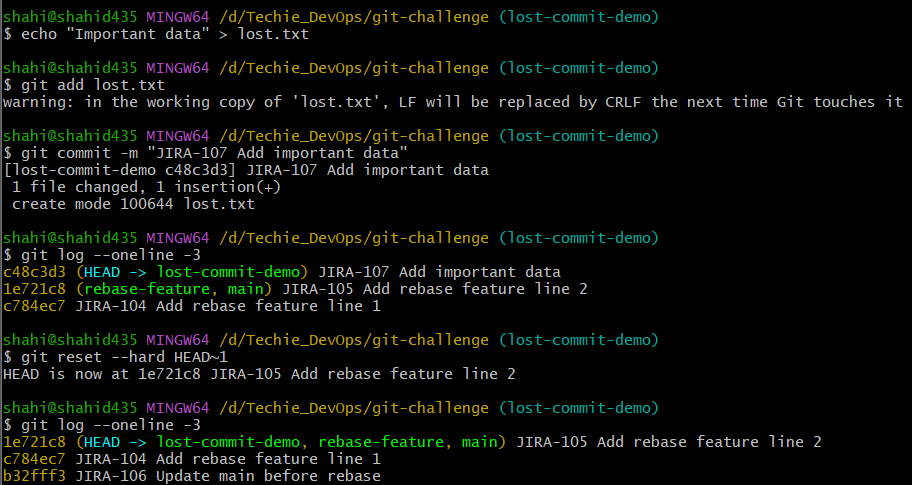 shahi@shahid435 MINGW64 /d/Techie_DevOps/git-challenge (lost-commit-demo)
$ echo "Important data" > lost.txt
shahi@shahid435 MINGW64 /d/Techie_DevOps/git-challenge (lost-commit-demo)
$ git add lost.txt
warning: in the working copy of 'lost.txt', LF will be replaced by CRLF the next time Git touches it
shahi@shahid435 MINGW64 /d/Techie_DevOps/git-challenge (lost-commit-demo)
$ git commit -m "JIRA-107 Add important data"
[lost-commit-demo c48c3d3] JIRA-107 Add important data
 1 file changed, 1 insertion(+)
 create mode 100644 lost.txt
shahi@shahid435 MINGW64 /d/Techie_DevOps/git-challenge (lost-commit-demo)
$ git log --oneline -3
c48c3d3 (HEAD -> lost-commit-demo) JIRA-107 Add important data
1e721c8 (rebase-feature, main) JIRA-105 Add rebase feature line 2
c784ec7 JIRA-104 Add rebase feature line 1
shahi@shahid435 MINGW64 /d/Techie_DevOps/git-challenge (lost-commit-demo)
$ git reset --hard HEAD~1
HEAD is now at 1e721c8 JIRA-105 Add rebase feature line 2
shahi@shahid435 MINGW64 /d/Techie_DevOps/git-challenge (lost-commit-demo)
$ git log --oneline -3
1e721c8 (HEAD -> lost-commit-demo, rebase-feature, main) JIRA-105 Add rebase feature line 2
c784ec7 JIRA-104 Add rebase feature line 1
b32fff3 JIRA-106 Update main before rebase